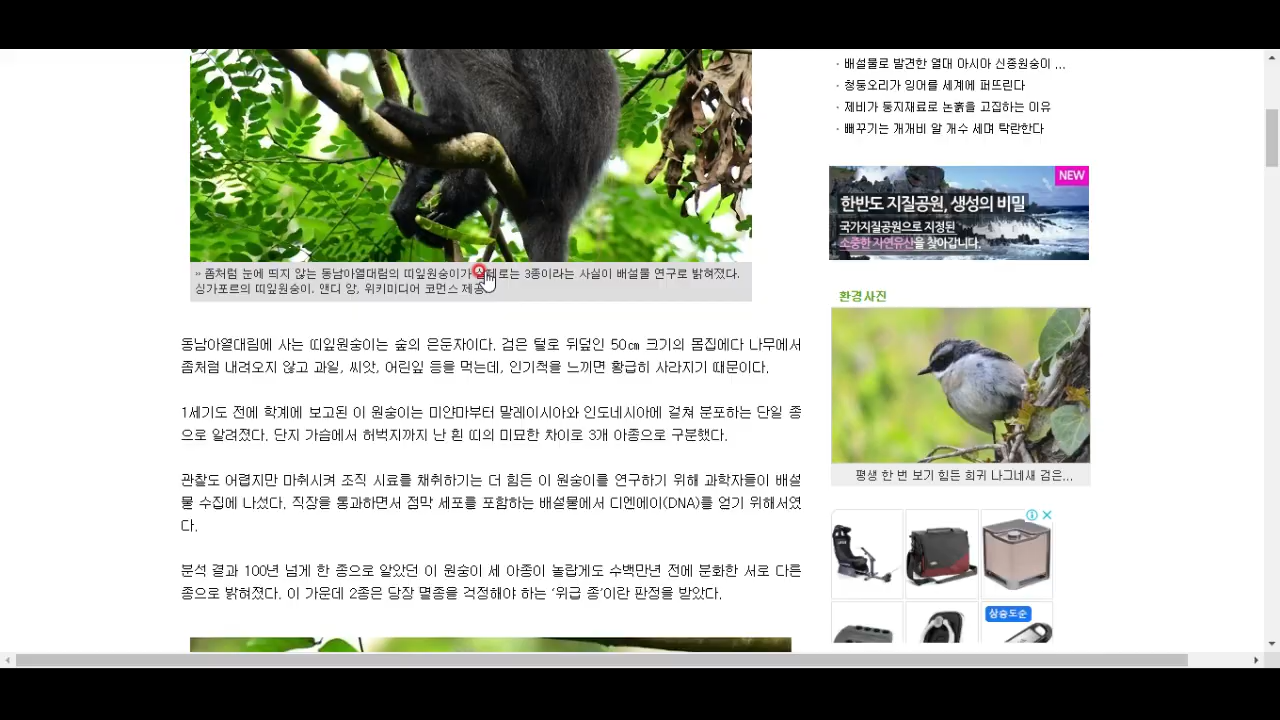 » 좀처럼 눈에 띄지 않는 동남아열대림의 띠잎원숭이가 로는 3종이라는 사실이 배설물 연구로 밝혀졌다.
싱가포르의 띠잎원숭이. 앤디 앙, 위키미디어 코먼스 제공.
동남아열대림에 사는 띠잎원숭이는 숲의 은둔자이다. 검은 털로 뒤덮인 50㎝ 크기의 몸집에다 나무에서
좀처럼 내려오지 않고 과일, 씨앗, 어린잎 등을 먹는데, 인기척을 느끼면 황급히 사라지기 때문이다.
1세기도 전에 학계에 보고된 이 원숭이는 미얀마부터 말레이시아와 인도네시아에 걸쳐 분포하는 단일 종
으로 알려졌다. 단지 가슴에서 허벅지까지 난 흰 띠의 미묘한 차이로 3개 아종으로 구분했다.
관찰도 어렵지만 마취시켜 조직 시료를 채취하기는 더 힘든 이 원숭이를 연구하기 위해 과학자들이 배설
물 수집에 나섰다. 직장을 통과하면서 점막 세포를 포함하는 배설물에서 디엔에이(DNA)를 얻기 위해서였
다.
분석 결과 100년 넘게 한 종으로 알았던 이 원숭이 세 아종이 놀랍게도 수백만년 전에 분화한 서로 다른
종으로 밝혀졌다. 이 가운데 2종은 당장 멸종을 걱정해야 하는 ‘위급 종’이란 판정을 받았다.
· 배설물로 발견한 열대 아시아 신종원숭이 ...
· 청둥오리가 잉어를 세계에 퍼뜨린다
· 제비가 둥지재료로 논흙을 고집하는 이유
· 뻐꾸기는 개개비 알 개수 세며 탁란한다
NEW
한반도 지질공원, 생성의 비밀
국가지질공원으로 지정된
소중한 자연유산을 찾아갑니다.
환경사진
평생 한 번 보기 힘든 희귀 나그네새 검은...
상승도순